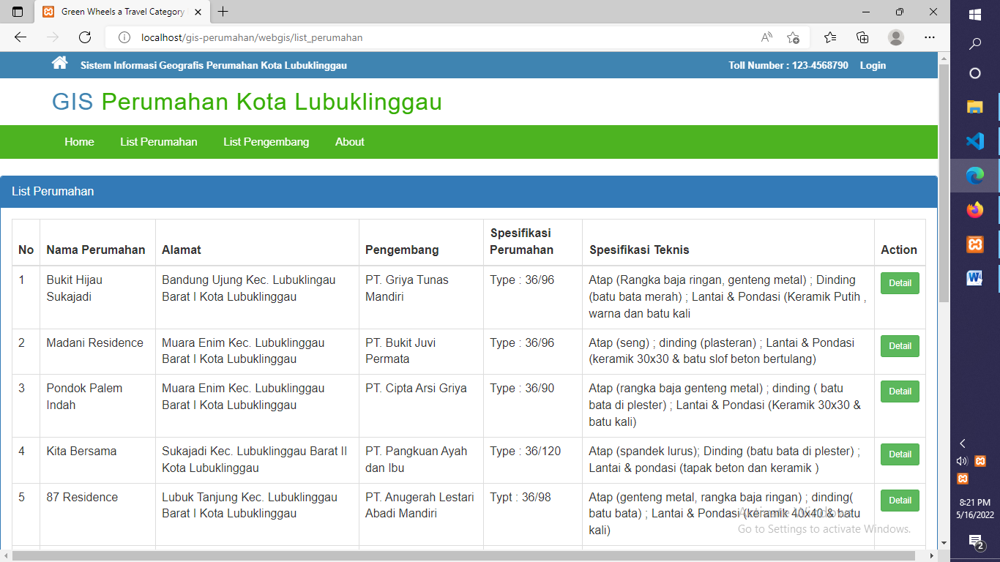 Green Wheels a Travel Category
localhost/gis-perumahan/webgis/list_perumahan
Sistem Informasi Geografis Perumahan Kota Lubuklinggau
Toll Number : 123-4568790 Login
GIS Perumahan Kota Lubuklinggau
Home List Perumahan List Pengembang About
List Perumahan
No Nama Perumahan Alamat Pengembang Spesifikasi
Perumahan Spesifikasi Teknis Action
1 Bukit Hijau
Sukajadi
Bandung Ujung Kec. Lubuklingau
Barat I Kota Lubuklinggau
PT. Griya Tunas
Mandiri
Type : 36/96
Atap (Rangka baja ringan, genteng metal) ; Dinding
(batu bata merah) ; Lantai & Pondasi (Keramik Putih ,
warna dan batu kali
Detail
2 Madani Residence
Muara Enim Kec. Lubuklinggau
Barat I Kota Lubuklinggau
PT. Bukit Juvi
Permata
Type : 36/96
Atap (seng) ; dinding (plasteran) ; Lantai & Pondasi
(keramik 30x30 & batu slof beton bertulang)
Detail
3 Pondok Palem
Indah
Muara Enim Kec. Lubuklinggau
Barat I Kota Lubuklinggau
PT. Cipta Arsi Griya
Type : 36/90
Atap (rangka baja genteng metal) ; dinding ( batu
bata di plester) ; Lantai & Pondasi (Keramik 30x30 &
batu kali)
Detail
4 Kita Bersama
Sukajadi Kec. Lubuklinggau Barat II
Kota Lubuklinggau
PT. Pangkuan Ayah
dan Ibu
Type : 36/120
Atap (spandek lurus); Dinding (batu bata di plester) ;
Lantai & pondasi (tapak beton dan keramik )
Detail
5 87 Residence
Lubuk Tanjung Kec. Lubuklinggau
Barat I Kota Lubuklinggau
PT. Anugerah Lestari
Abadi Mandiri
Typt : 36/98
Atap (genteng metal, rangka baja ringan) ; dinding(
batu bata) ; Lantai & Pondasi (keramik 40x40 & batu
kali)
Detail
Activate Windows
Go to Settings to activate Windows.
8:21 PM
5/16/2022
2